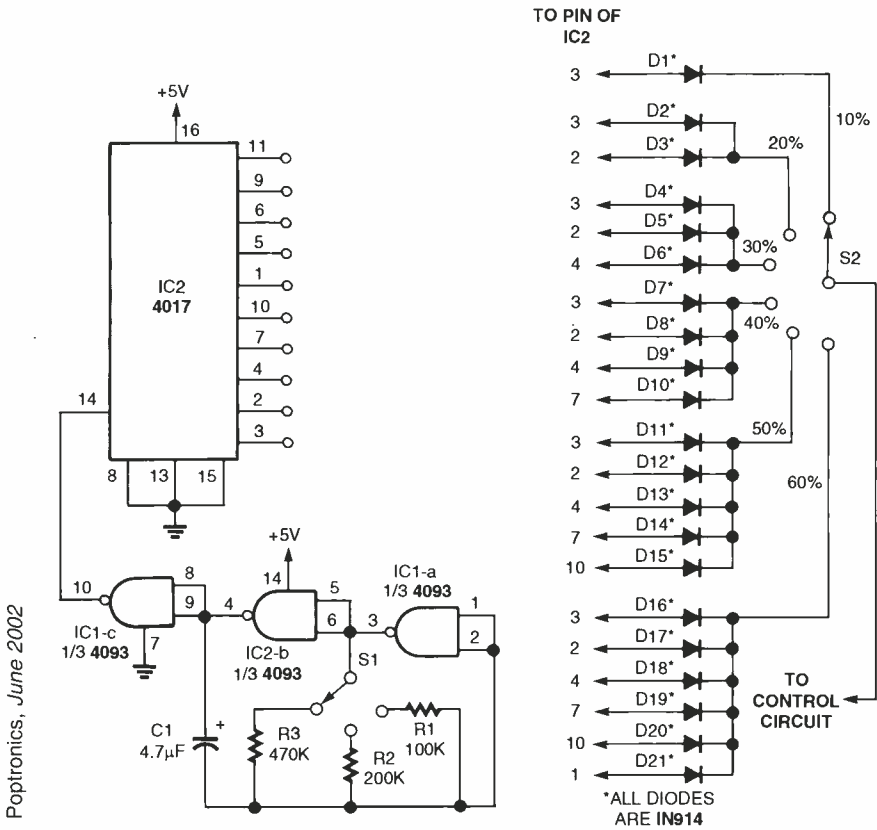 TO PIN OF
IC2
3 D1*
3 D2*
2 D3*
3 D4*
2 D5*
4 D6*
3 D7*
2 D8*
4 D9*
7 D10*
3 D11*
2 D12*
4 D13*
7 D14*
10 D15*
3 D16*
2 D17*
4 D18*
7 D19*
10 D20*
1 D21*
10%
20%
30%
40%
50%
60%
S2
TO
CONTROL
CIRCUIT
*ALL DIODES
ARE IN914
+5V
16
11
9
6
5
1
10
7
4
2
3
IC2
4017
14
8 13 15
+5V
14
10
8
9
7
IC1-c
1/3 4093
4
5
6
IC2-b
1/3 4093
3
IC1-a
1/3 4093
1
2
S1
C1
4.7µF
+
R3
470K
R2
200K
R1
100K
Poptronics, June 2002